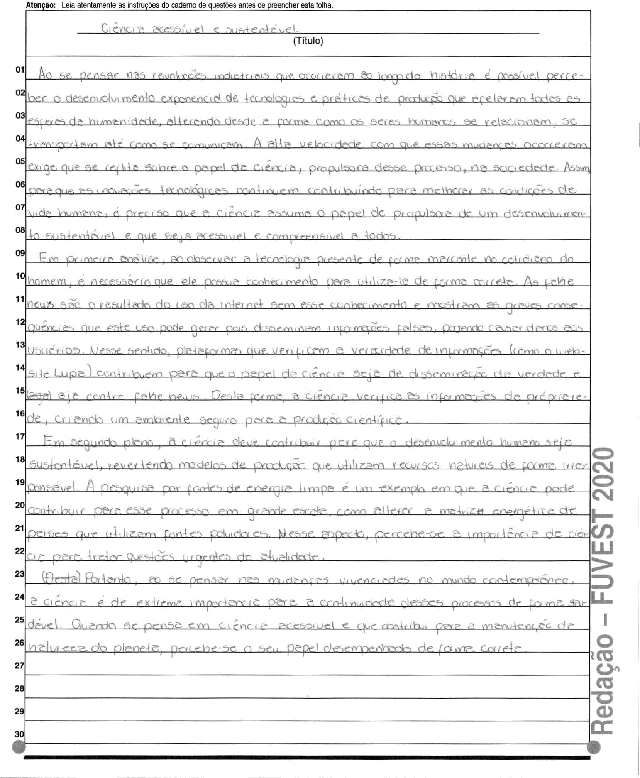 Atenção: Leia atentamente as instruções do caderno de questões antes de preencher esta folha.
Ciência acessível e sustentável
(Título)
01 Ao se pensar nas revoluções industriais que ocorreram ao longo da história é possível perce-
02 ber o desenvolvimento exponencial de tecnologias e práticas de produção que afetaram todas as
03 esferas da humanidade, alterando desde a forma como os seres humanos se relacionam, se
04 transportam até como se comunicam. A alta velocidade com que essas mudanças ocorreram
05 exige que se reflita sobre o papel da ciência, propulsora desse processo, na sociedade. Assim,
06 para que as inovações tecnológicas continuem contribuindo para melhorar as condições de
07 vida humana, é preciso que a ciência assuma o papel de propulsora de um desenvolvimen-
08 to sustentável e que seja acessível e compreensível a todos.
09 Em primeira análise, ao observar a tecnologia presente de forma marcante no cotidiano do
10 homem, é necessário que ele possua conhecimento para utilizá-la de forma correta. As fake
11 news são o resultado do uso da internet sem esse conhecimento e mostram as graves conse-
12 quências que este uso pode gerar pois disseminam informações falsas, podendo causar danos aos
13 usuários. Nesse sentido, plataformas que verificam a veracidade de informações (como o web-
14 site Lupa) contribuem para que o papel da ciência seja de disseminação da verdade e
15 aja contra fake news. Desta forma, a ciência verifica as informações de proprieda-
16 de, criando um ambiente seguro para a produção científica.
17 Em segundo plano, a ciência deve contribuir para que o desenvolvimento humano seja
18 sustentável, revertendo modelos de produção que utilizam recursos naturais de forma irres-
19 ponsável. A pesquisa por fontes de energia limpa é um exemplo em que a ciência pode
20 contribuir para esse processo em grande escala, como alterar a matriz energética de
21 países que utilizam fontes poluidoras. Nesse aspecto, percebe-se a importância da ciên-
22 cia para tratar questões urgentes da atualidade.
23 (Desta) Portanto, ao se pensar nas mudanças vivenciadas no mundo contemporâneo,
24 a ciência é de extrema importância para a continuidade desses processos de forma sau-
25 dável. Quando se pensa em ciência acessível e que contribui para a manutenção da
26 natureza do planeta, percebe-se o seu papel desempenhado de forma correta.
27
28
29
30
Redação – FUVEST 2020